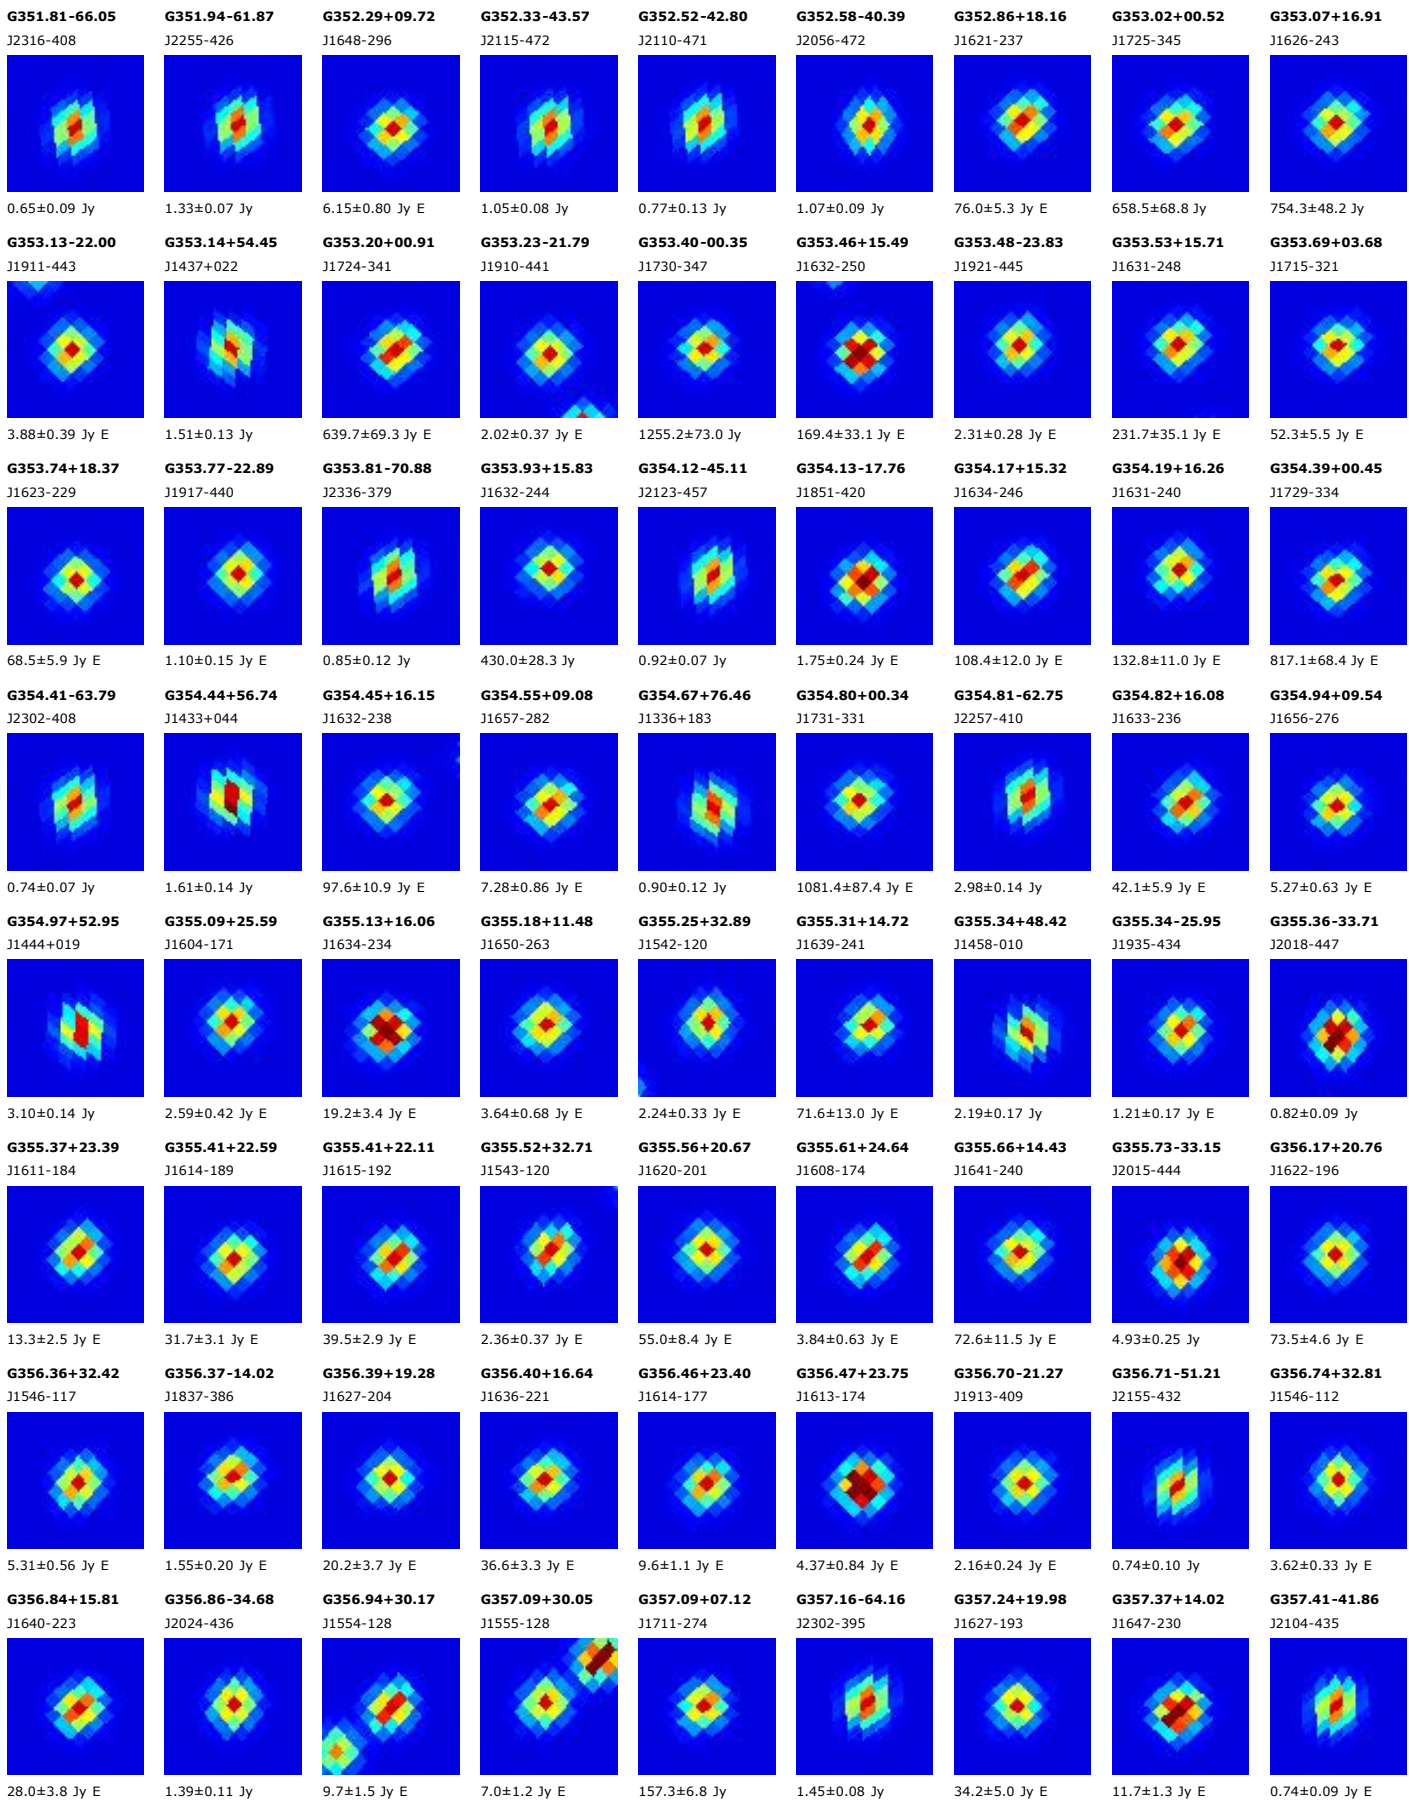 G351.81-66.05 G351.94-61.87 G352.29+09.72 G352.33-43.57 G352.52-42.80 G352.58-40.39 G352.86+18.16 G353.02+00.52 G353.07+16.91
J2316-408 J2255-426 J1648-296 J2115-472 J2110-471 J2056-472 J1621-237 J1725-345 J1626-243
0.65±0.09 Jy 1.33±0.07 Jy 6.15±0.80 Jy E 1.05±0.08 Jy 0.77±0.13 Jy 1.07±0.09 Jy 76.0±5.3 Jy E 658.5±68.8 Jy 754.3±48.2 Jy
G353.13-22.00 G353.14+54.45 G353.20+00.91 G353.23-21.79 G353.40-00.35 G353.46+15.49 G353.48-23.83 G353.53+15.71 G353.69+03.68
J1911-443 J1437+022 J1724-341 J1910-441 J1730-347 J1632-250 J1921-445 J1631-248 J1715-321
3.88±0.39 Jy E 1.51±0.13 Jy 639.7±69.3 Jy E 2.02±0.37 Jy E 1255.2±73.0 Jy 169.4±33.1 Jy E 2.31±0.28 Jy E 231.7±35.1 Jy E 52.3±5.5 Jy E
G353.74+18.37 G353.77-22.89 G353.81-70.88 G353.93+15.83 G354.12-45.11 G354.13-17.76 G354.17+15.32 G354.19+16.26 G354.39+00.45
J1623-229 J1917-440 J2336-379 J1632-244 J2123-457 J1851-420 J1634-246 J1631-240 J1729-334
68.5±5.9 Jy E 1.10±0.15 Jy E 0.85±0.12 Jy 430.0±28.3 Jy 0.92±0.07 Jy 1.75±0.24 Jy E 108.4±12.0 Jy E 132.8±11.0 Jy E 817.1±68.4 Jy E
G354.41-63.79 G354.44+56.74 G354.45+16.15 G354.55+09.08 G354.67+76.46 G354.80+00.34 G354.81-62.75 G354.82+16.08 G354.94+09.54
J2302-408 J1433+044 J1632-238 J1657-282 J1336+183 J1731-331 J2257-410 J1633-236 J1656-276
0.74±0.07 Jy 1.61±0.14 Jy 97.6±10.9 Jy E 7.28±0.86 Jy E 0.90±0.12 Jy 1081.4±87.4 Jy E 2.98±0.14 Jy 42.1±5.9 Jy E 5.27±0.63 Jy E
G354.97+52.95 G355.09+25.59 G355.13+16.06 G355.18+11.48 G355.25+32.89 G355.31+14.72 G355.34+48.42 G355.34-25.95 G355.36-33.71
J1444+019 J1604-171 J1634-234 J1650-263 J1542-120 J1639-241 J1458-010 J1935-434 J2018-447
3.10±0.14 Jy 2.59±0.42 Jy E 19.2±3.4 Jy E 3.64±0.68 Jy E 2.24±0.33 Jy E 71.6±13.0 Jy E 2.19±0.17 Jy 1.21±0.17 Jy E 0.82±0.09 Jy
G355.37+23.39 G355.41+22.59 G355.41+22.11 G355.52+32.71 G355.56+20.67 G355.61+24.64 G355.66+14.43 G355.73-33.15 G356.17+20.76
J1611-184 J1614-189 J1615-192 J1543-120 J1620-201 J1608-174 J1641-240 J2015-444 J1622-196
13.3±2.5 Jy E 31.7±3.1 Jy E 39.5±2.9 Jy E 2.36±0.37 Jy E 55.0±8.4 Jy E 3.84±0.63 Jy E 72.6±11.5 Jy E 4.93±0.25 Jy 73.5±4.6 Jy E
G356.36+32.42 G356.37-14.02 G356.39+19.28 G356.40+16.64 G356.46+23.40 G356.47+23.75 G356.70-21.27 G356.71-51.21 G356.74+32.81
J1546-117 J1837-386 J1627-204 J1636-221 J1614-177 J1613-174 J1913-409 J2155-432 J1546-112
5.31±0.56 Jy E 1.55±0.20 Jy E 20.2±3.7 Jy E 36.6±3.3 Jy E 9.6±1.1 Jy E 4.37±0.84 Jy E 2.16±0.24 Jy E 0.74±0.10 Jy 3.62±0.33 Jy E
G356.84+15.81 G356.86-34.68 G356.94+30.17 G357.09+30.05 G357.09+07.12 G357.16-64.16 G357.24+19.98 G357.37+14.02 G357.41-41.86
J1640-223 J2024-436 J1554-128 J1555-128 J1711-274 J2302-395 J1627-193 J1647-230 J2104-435
28.0±3.8 Jy E 1.39±0.11 Jy 9.7±1.5 Jy E 7.0±1.2 Jy E 157.3±6.8 Jy 1.45±0.08 Jy 34.2±5.0 Jy E 11.7±1.3 Jy E 0.74±0.09 Jy E